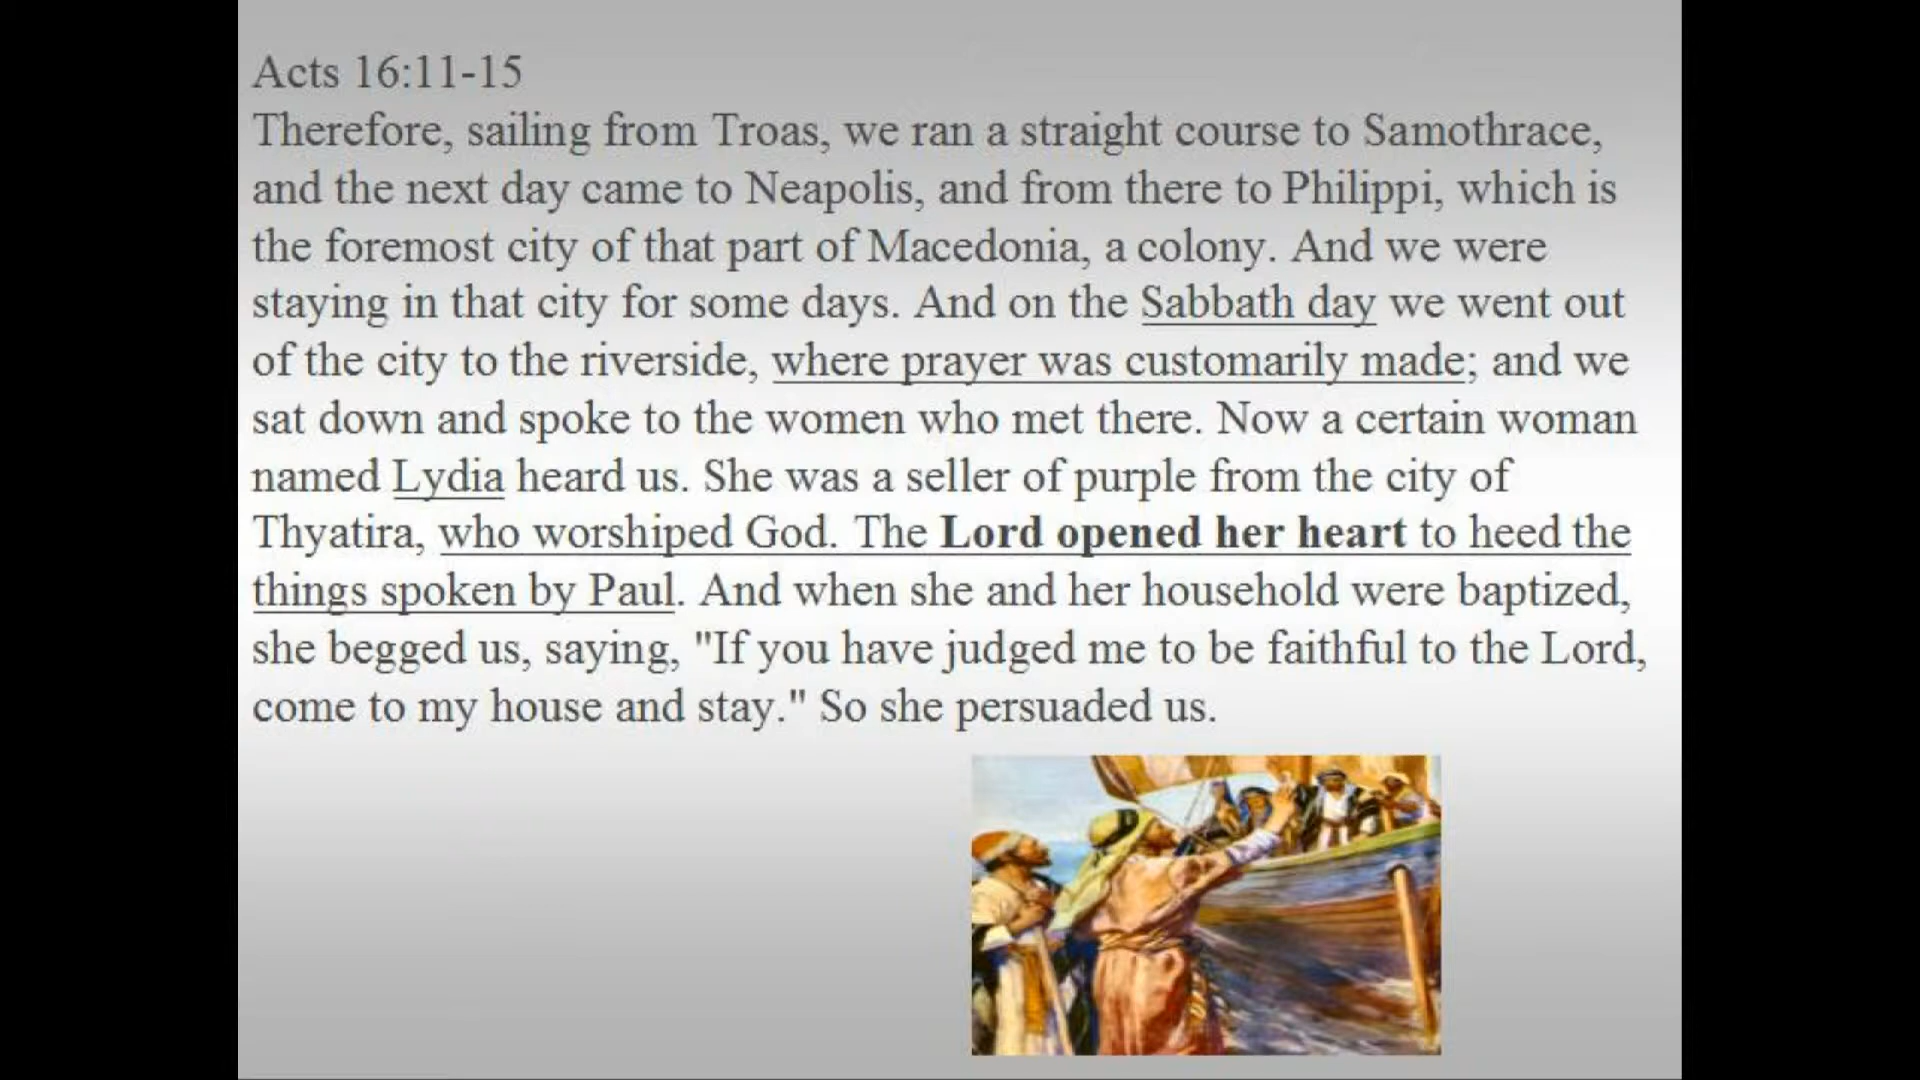 Acts 16:11-15
Therefore, sailing from Troas, we ran a straight course to Samothrace,
and the next day came to Neapolis, and from there to Philippi, which is
the foremost city of that part of Macedonia, a colony. And we were
staying in that city for some days. And on the Sabbath day we went out
of the city to the riverside, where prayer was customarily made; and we
sat down and spoke to the women who met there. Now a certain woman
named Lydia heard us. She was a seller of purple from the city of
Thyatira, who worshiped God. The Lord opened her heart to heed the
things spoken by Paul. And when she and her household were baptized,
she begged us, saying, "If you have judged me to be faithful to the Lord,
come to my house and stay." So she persuaded us.